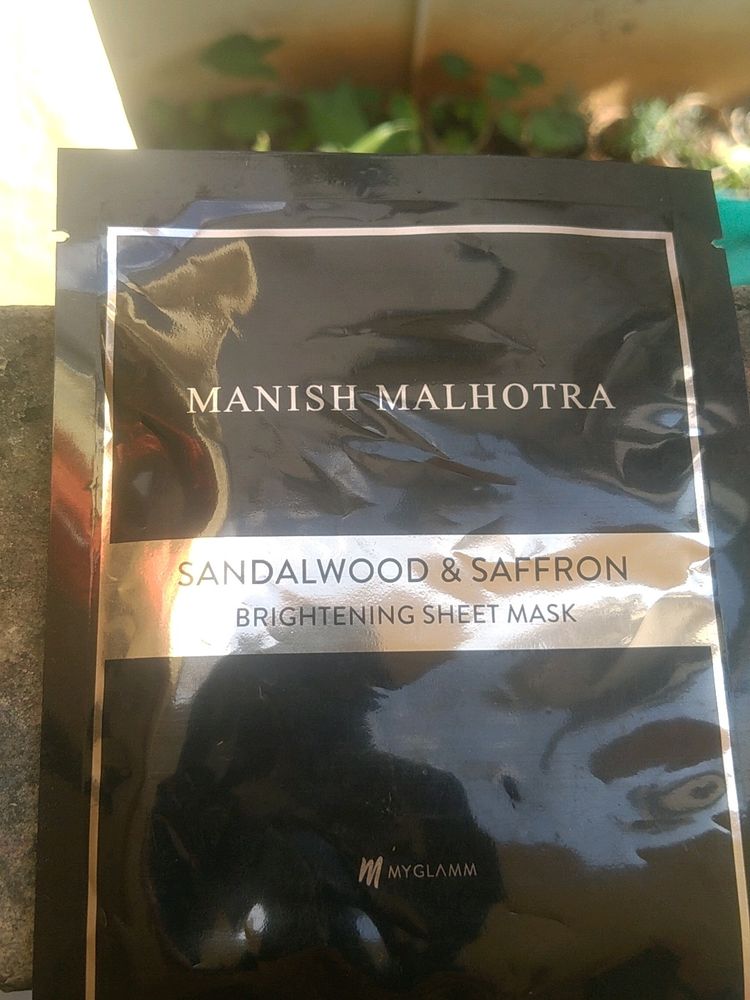 MANISH MALHOTRA
SANDALWOOD & SAFFRON
BRIGHTENING SHEET MASK
M MYGLAMM